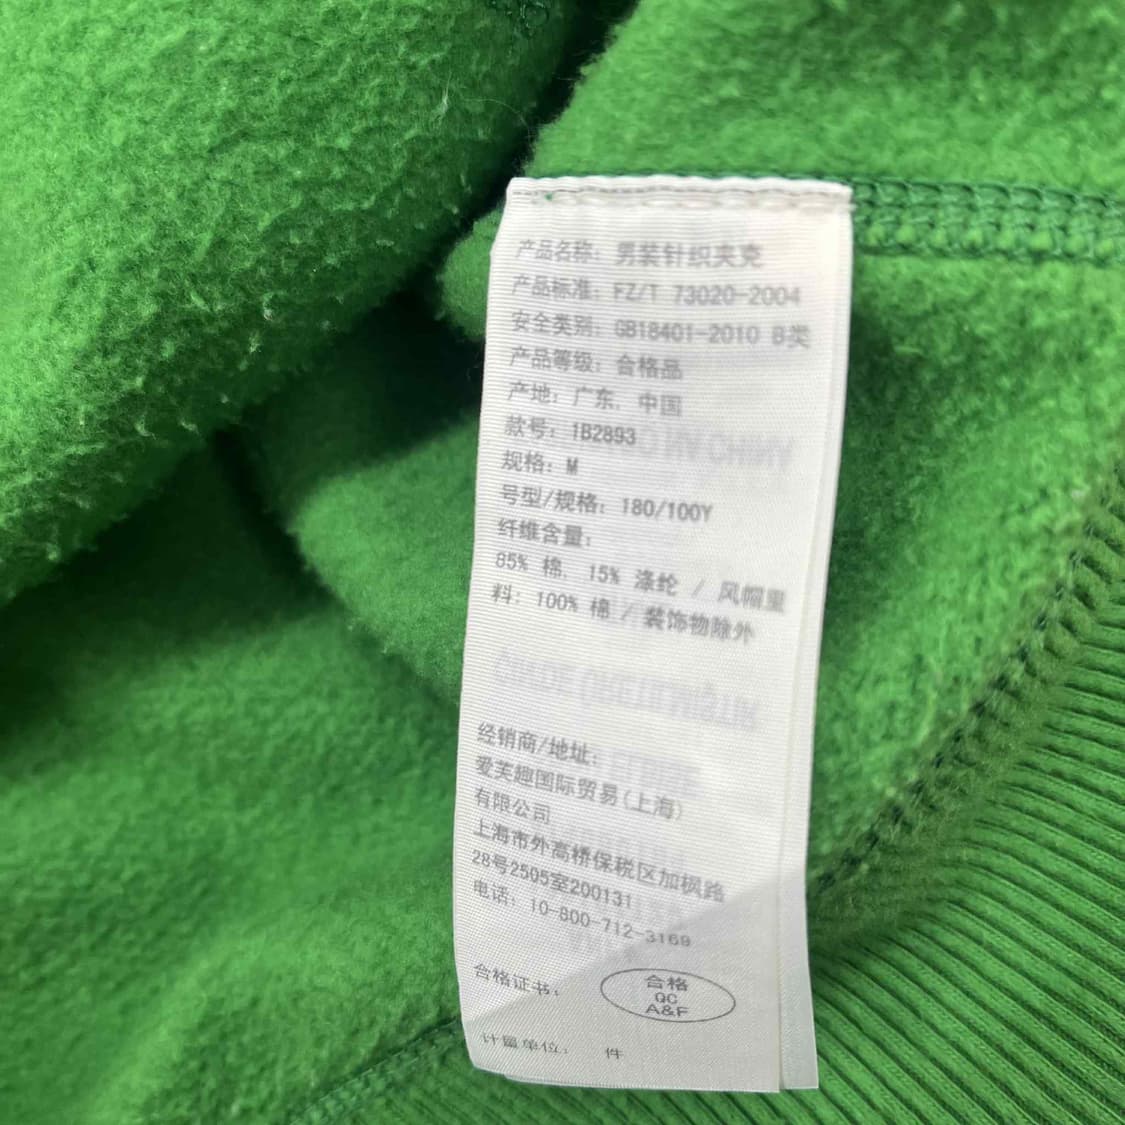 产品名称: 男装针织夹克
产品标准: FZ/T 73020-2004
安全类别: GB18401-2010 B类
产品等级: 合格品
产地: 广东, 中国
款号: 1B2893
规格: M
号型/规格: 180/100Y
纤维含量:
85% 棉, 15% 涤纶 / 风帽里
料: 100% 棉 / 装饰物除外
经销商/地址:
爱芙趣国际贸易(上海)
有限公司
上海市外高桥保税区加枫路
28号2505室200131
电话: 10-800-712-3169
合格证书:
合格
QC
A&F
计量单位: 件